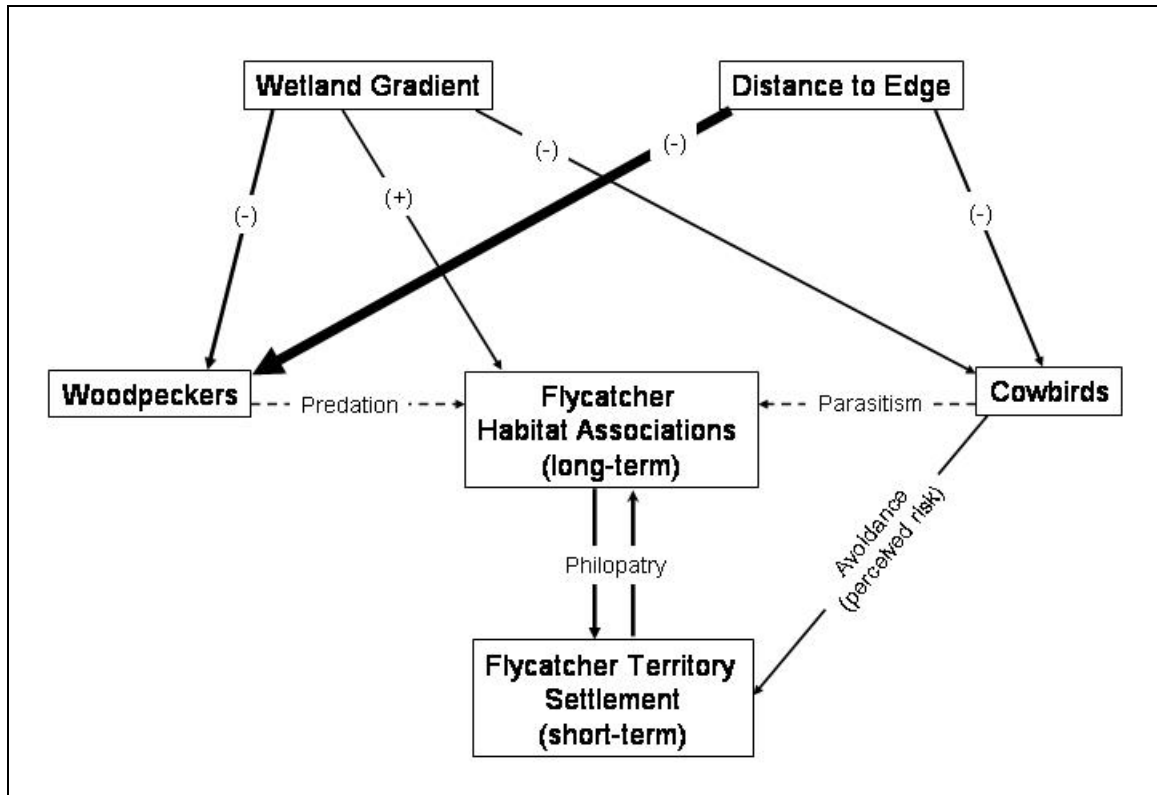 Wetland Gradient
Distance to Edge
(-)
(-)
(+)
(-)
(-)
Woodpeckers
Predation
Flycatcher
Habitat Associations
(long-term)
Parasitism
Cowbirds
Philopatry
Avoidance
(perceived risk)
Flycatcher Territory
Settlement
(short-term)